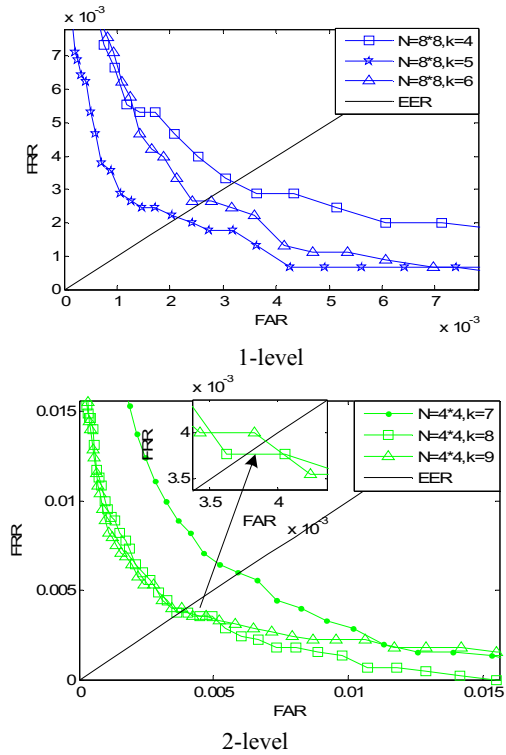 x 10⁻³
7
6
5
4
3
2
1
0
FRR
N=8*8,k=4
N=8*8,k=5
N=8*8,k=6
EER
0 1 2 3 4 5 6 7
FAR
x 10⁻³
1-level
0.015
0.01
0.005
0
FRR
x 10⁻³
4
3.5
FRR
3.5 4
FAR
x 10⁻³
N=4*4,k=7
N=4*4,k=8
N=4*4,k=9
EER
0 0.005 0.01 0.015
FAR
2-level